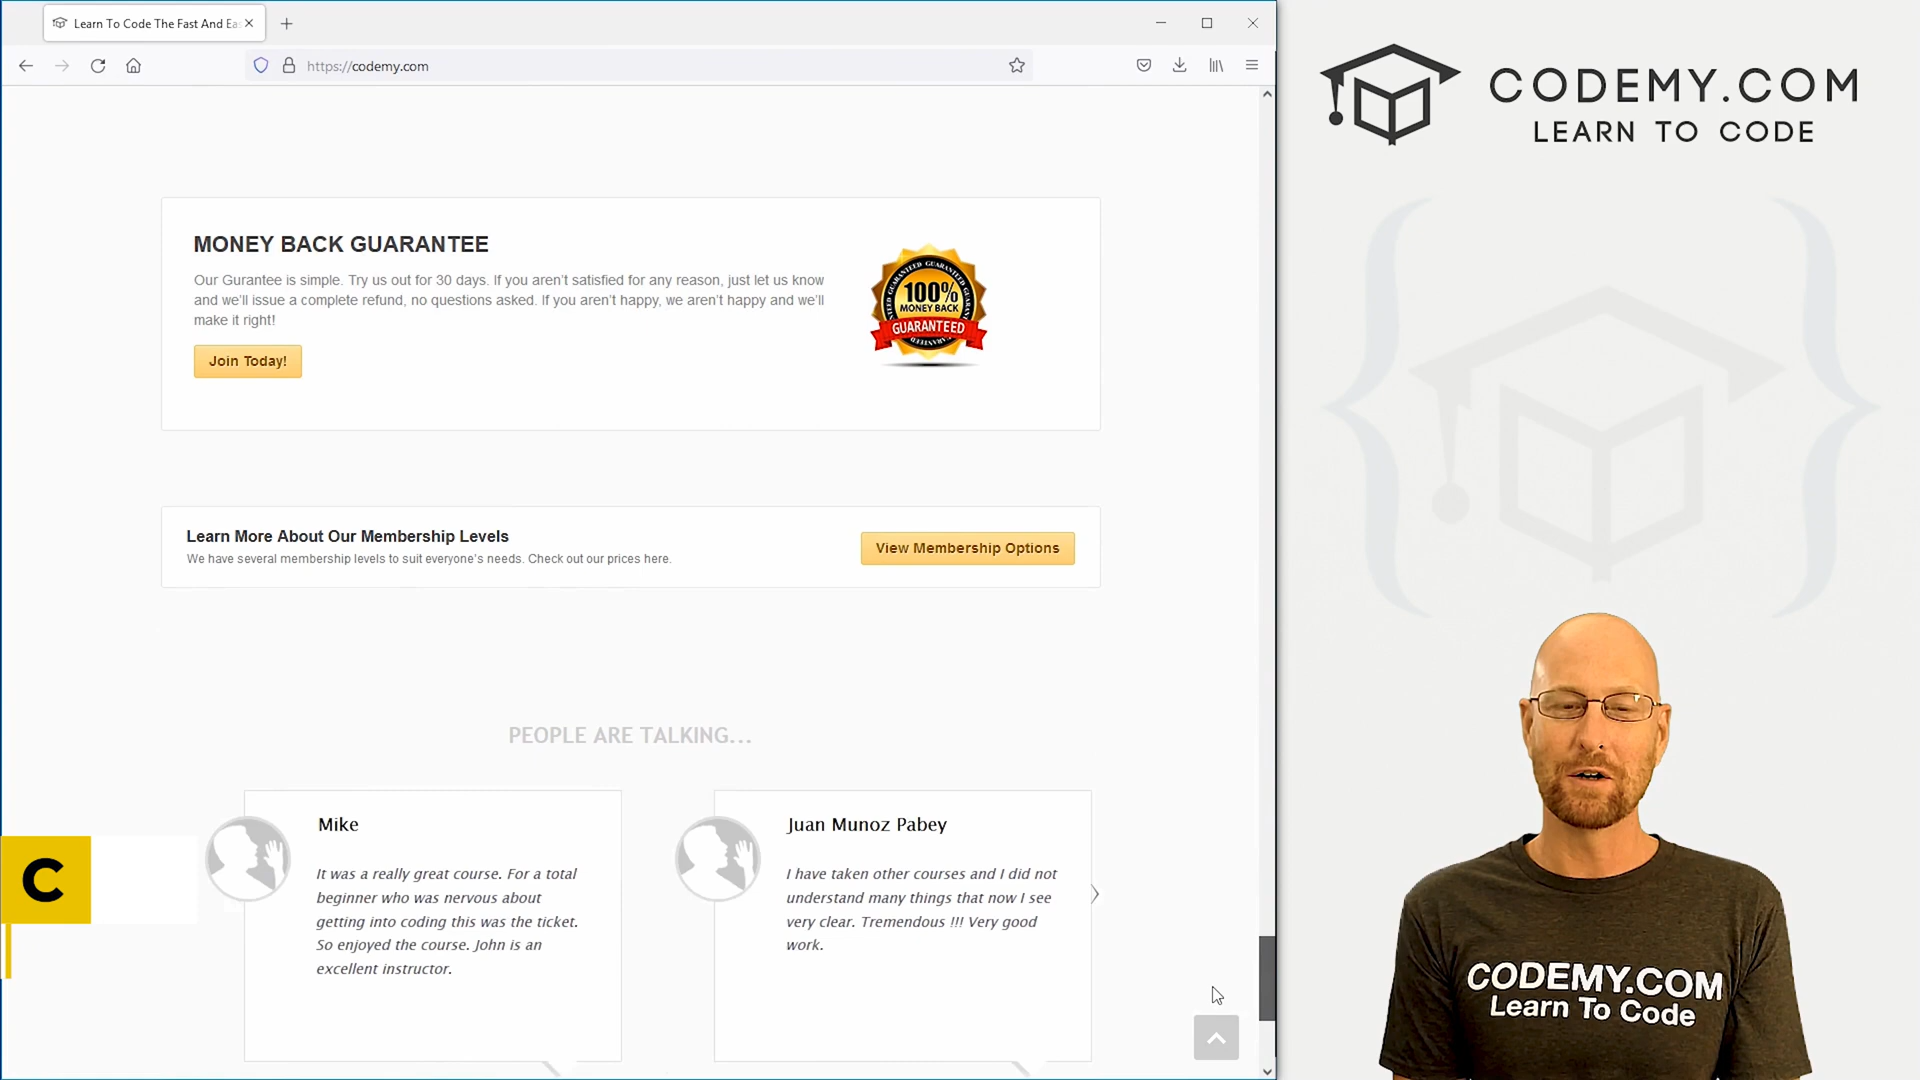 Learn To Code The Fast And Eas
https://codemy.com
CODEMY.COM
LEARN TO CODE
MONEY BACK GUARANTEE
Our Gurantee is simple. Try us out for 30 days. If you aren't satisfied for any reason, just let us know
and we'll issue a complete refund, no questions asked. If you aren't happy, we aren't happy and we'll
make it right!
Join Today!
GUARANTEED GUARANTEED GUARANTEED
100%
MONEY BACK
GUARANTEED
Learn More About Our Membership Levels
We have several membership levels to suit everyone's needs. Check out our prices here.
View Membership Options
PEOPLE ARE TALKING...
Mike
It was a really great course. For a total
beginner who was nervous about
getting into coding this was the ticket.
So enjoyed the course. John is an
excellent instructor.
Juan Munoz Pabey
I have taken other courses and I did not
understand many things that now I see
very clear. Tremendous !!! Very good
work.
C
CODEMY.COM
Learn To Code